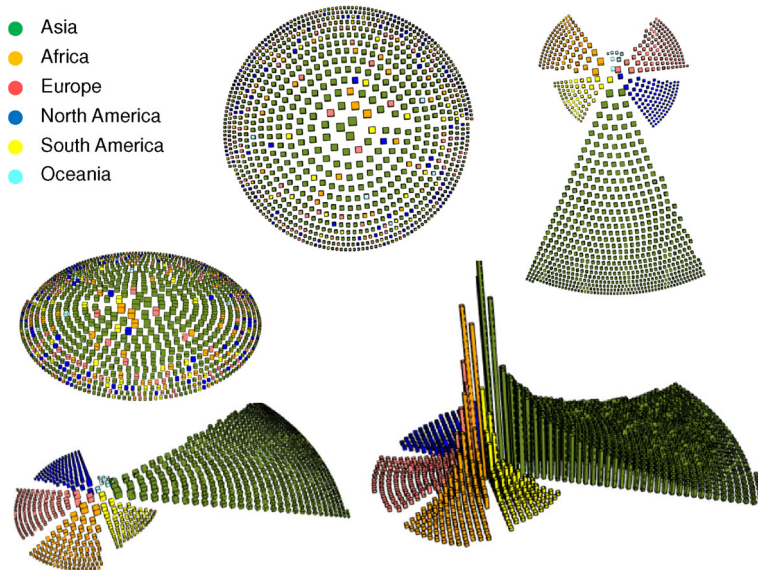 Asia
Africa
Europe
North America
South America
Oceania